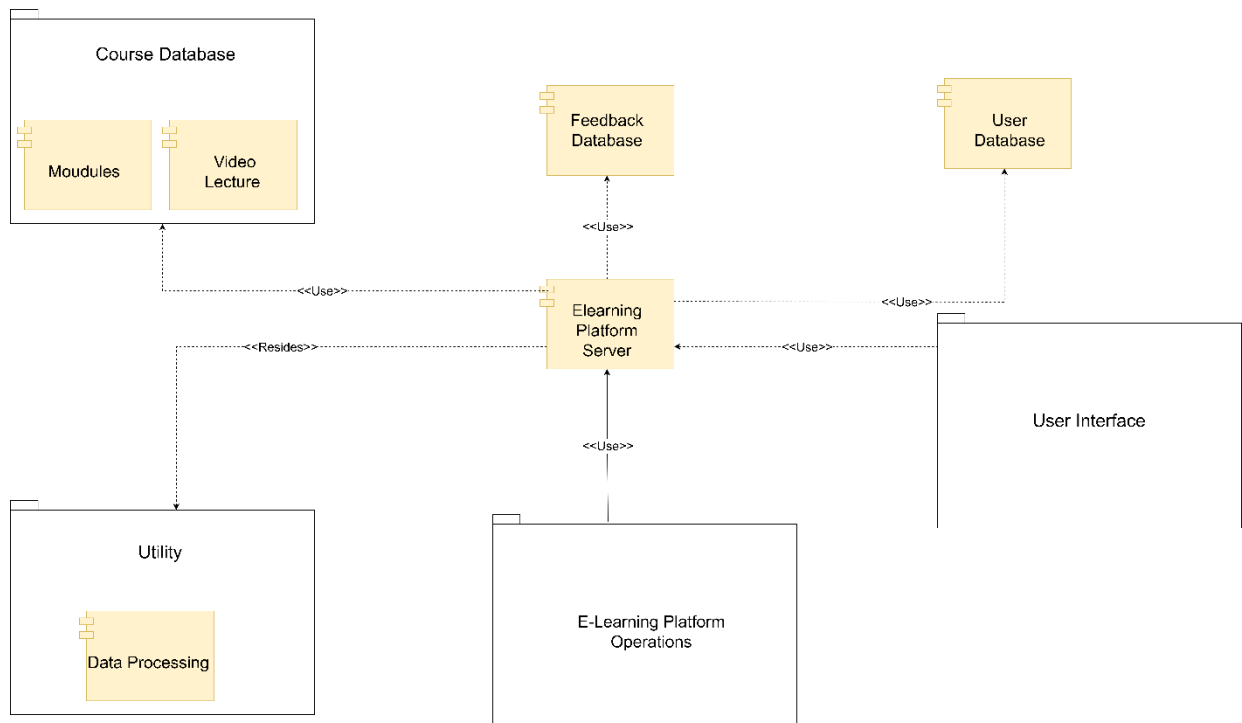 Course Database
Moudules
Video
Lecture
Feedback
Database
User
Database
<<Use>>
<<Use>>
<<Use>>
Elearning
Platform
Server
<<Resides>>
<<Use>>
User Interface
<<Use>>
Utility
Data Processing
E-Learning Platform
Operations